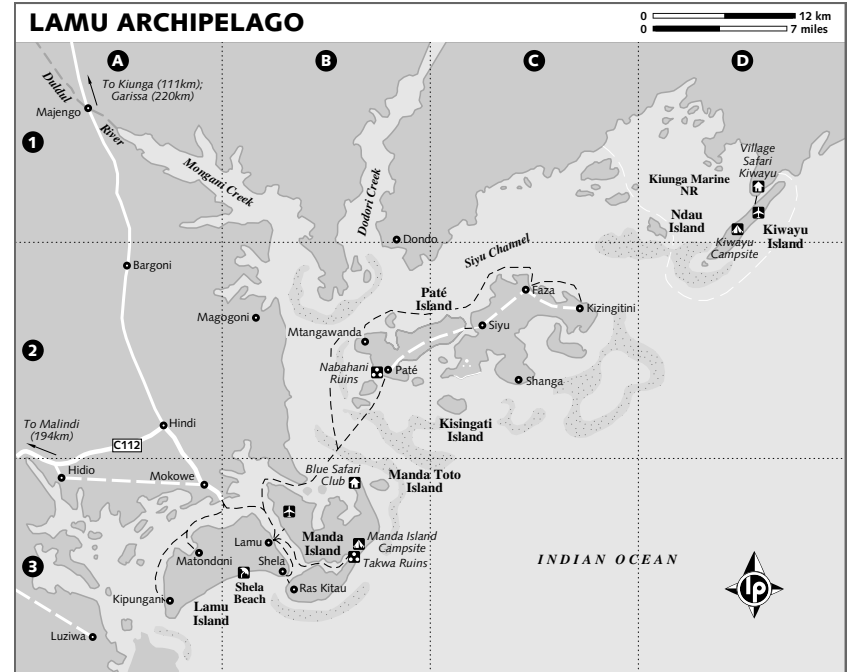 LAMU ARCHIPELAGO
0 12 km
0 7 miles
A
B
C
D
1
2
3
To Kiunga (111km);
Garissa (220km)
Duldul
River
Majengo
Mongani Creek
Dodori Creek
Dondo
Siyu Channel
Village
Safari
Kiwayu
Kiunga Marine
NR
Ndau
Island
Kiwayu
Island
Kiwayu
Campsite
Bargoni
Magogoni
Paté
Island
Faza
Kizingitini
Mtangawanda
Siyu
Nabahani
Ruins
Paté
Shanga
Kisingati
Island
To Malindi
(194km)
Hindi
C112
Hidio
Mokowe
Blue Safari
Club
Manda Toto
Island
Lamu
Manda
Island
Manda Island
Campsite
Takwa Ruins
Matondoni
Shela
Shela
Beach
Ras Kitau
Kipungani
Lamu
Island
Luziwa
INDIAN OCEAN
lp